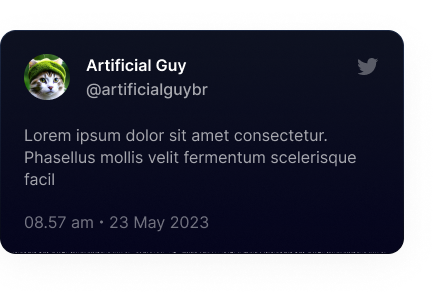 Artificial Guy
@artificialguybr
Lorem ipsum dolor sit amet consectetur.
Phasellus mollis velit fermentum scelerisque
facil
08.57 am • 23 May 2023